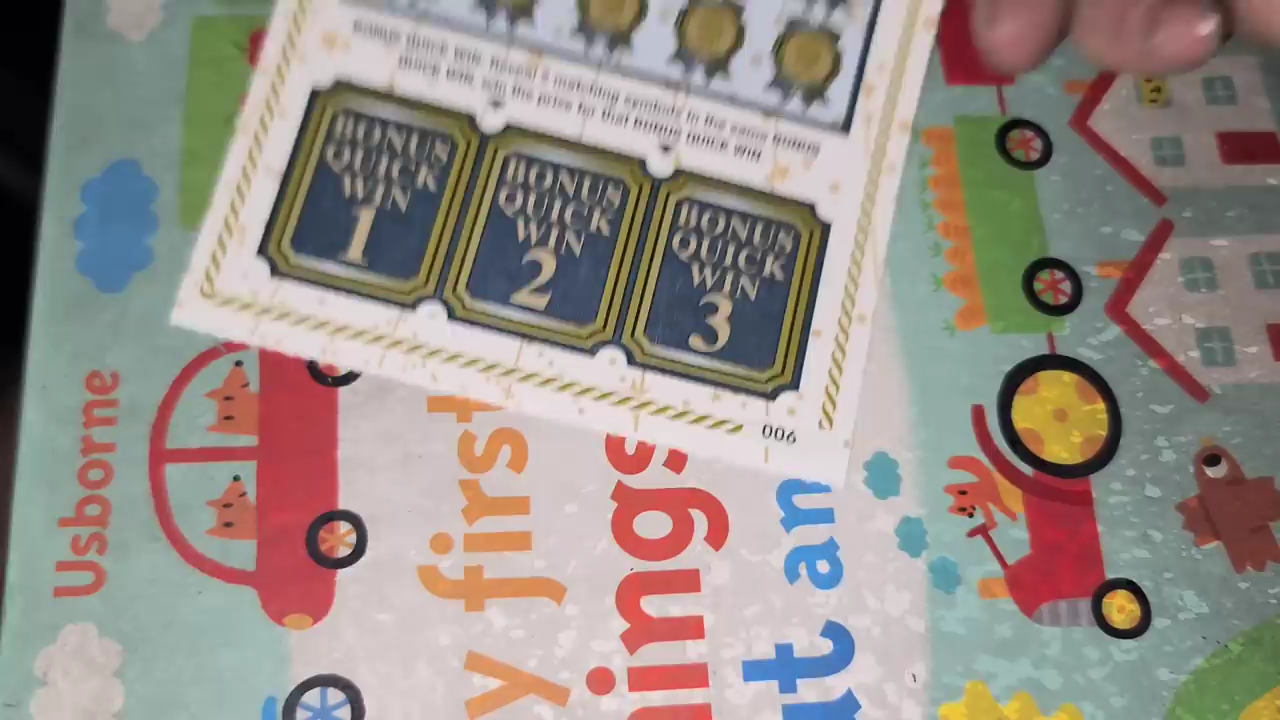 BONUS QUICK WIN: Reveal 2 matching symbols in the same BONUS
QUICK WIN, win the prize for that BONUS QUICK WIN
BONUS
QUICK
WIN
1
BONUS
QUICK
WIN
2
BONUS
QUICK
WIN
3
006
Usborne
y first
ings
ut an